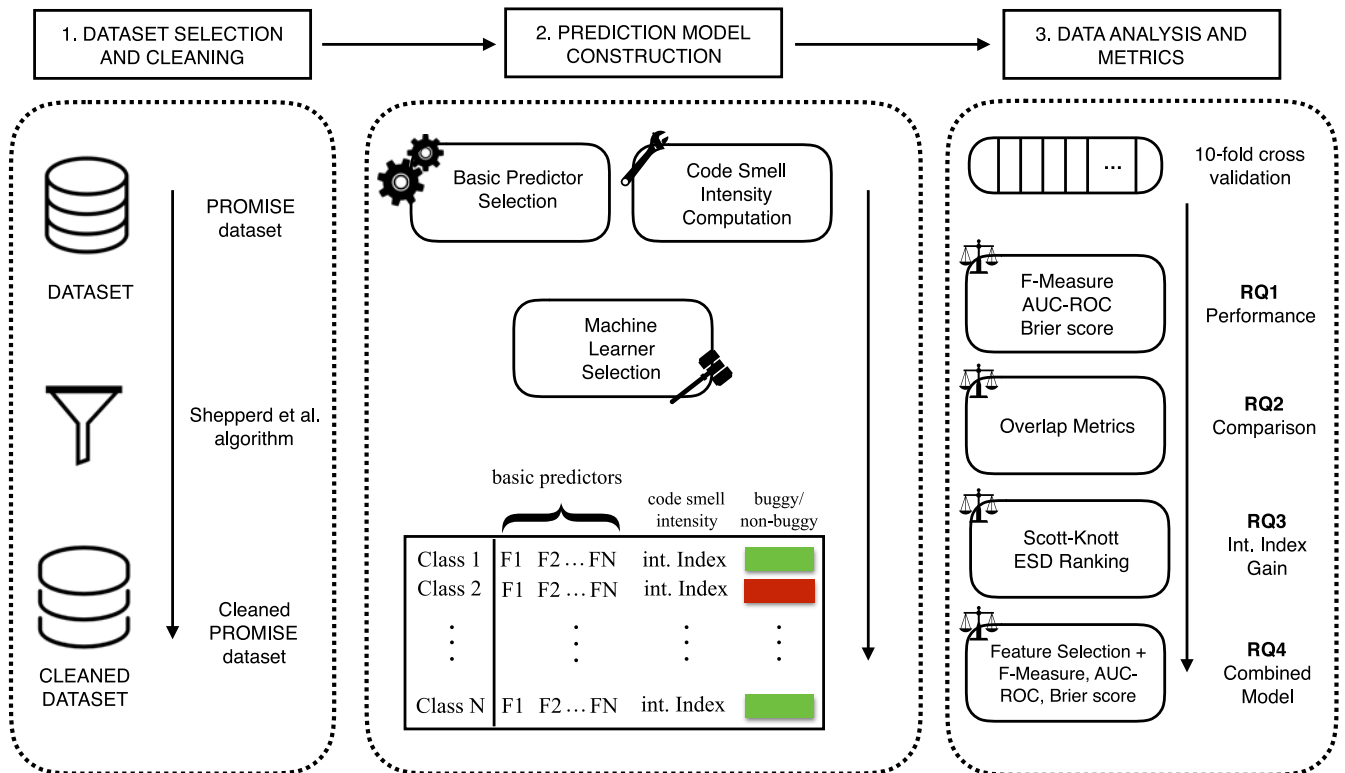 1. DATASET SELECTION
AND CLEANING
2. PREDICTION MODEL
CONSTRUCTION
3. DATA ANALYSIS AND
METRICS
PROMISE
dataset
DATASET
Shepperd et al.
algorithm
Cleaned
PROMISE
dataset
CLEANED
DATASET
Basic Predictor
Selection
Code Smell
Intensity
Computation
Machine
Learner
Selection
basic predictors
code smell
intensity
buggy/
non-buggy
Class 1 F1 F2 ... FN int. Index
Class 2 F1 F2 ... FN int. Index
Class N F1 F2 ... FN int. Index
...
10-fold cross
validation
F-Measure
AUC-ROC
Brier score
RQ1
Performance
Overlap Metrics
RQ2
Comparison
Scott-Knott
ESD Ranking
RQ3
Int. Index
Gain
Feature Selection +
F-Measure, AUC-
ROC, Brier score
RQ4
Combined
Model